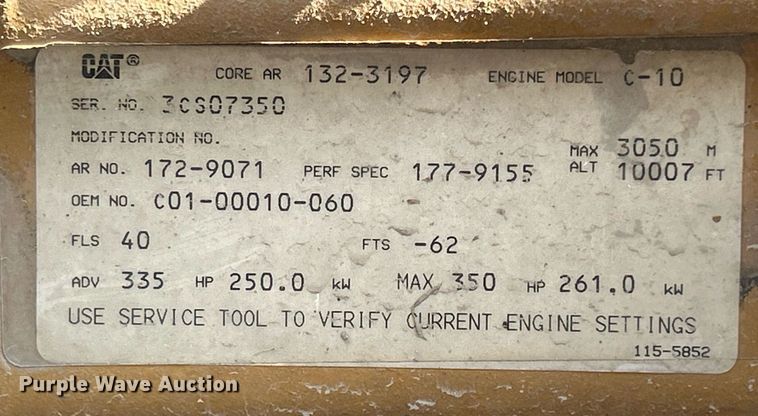 CAT® CORE AR 132-3197 ENGINE MODEL C-10
SER. NO. 3CS07350
MODIFICATION NO.
AR NO. 172-9071 PERF SPEC 177-9155 MAX ALT 3050 M 10007 FT
OEM NO. C01-00010-060
FLS 40 FTS -62
ADV 335 HP 250.0 kW MAX 350 HP 261.0 kW
USE SERVICE TOOL TO VERIFY CURRENT ENGINE SETTINGS
115-5852
Purple Wave Auction